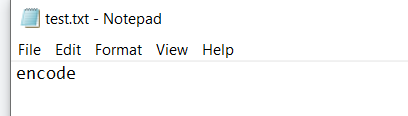 test.txt - Notepad
File Edit Format View Help
encode